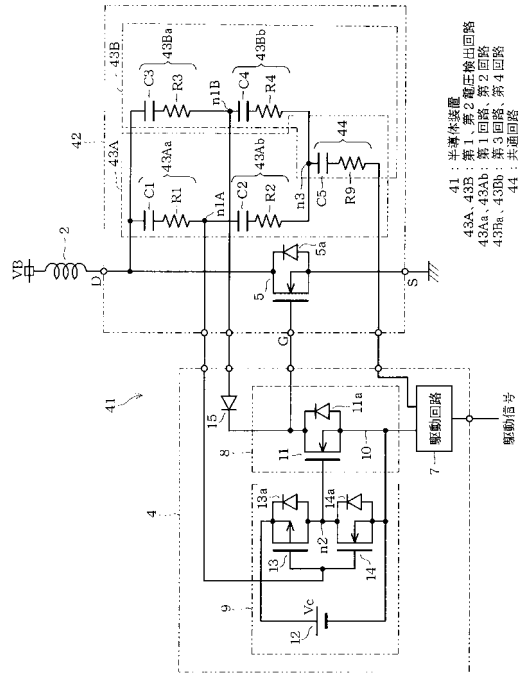 VB
2
D
43A
42
43B
43Aa
C1
R1
n1A
C3
R3
43Ba
n1B
C2
R2
43Ab
C4
R4
43Bb
n3
C5
R9
44
5
5a
S
G
41
4
15
8
11
11a
10
9
13
13a
n2
14
14a
12
Vc
駆動回路
7
駆動信号
41 : 半導体装置
43A、43B : 第1、第2電圧検出回路
43Aa、43Ab : 第1回路、第2回路
43Ba、43Bb : 第3回路、第4回路
44 : 共通回路